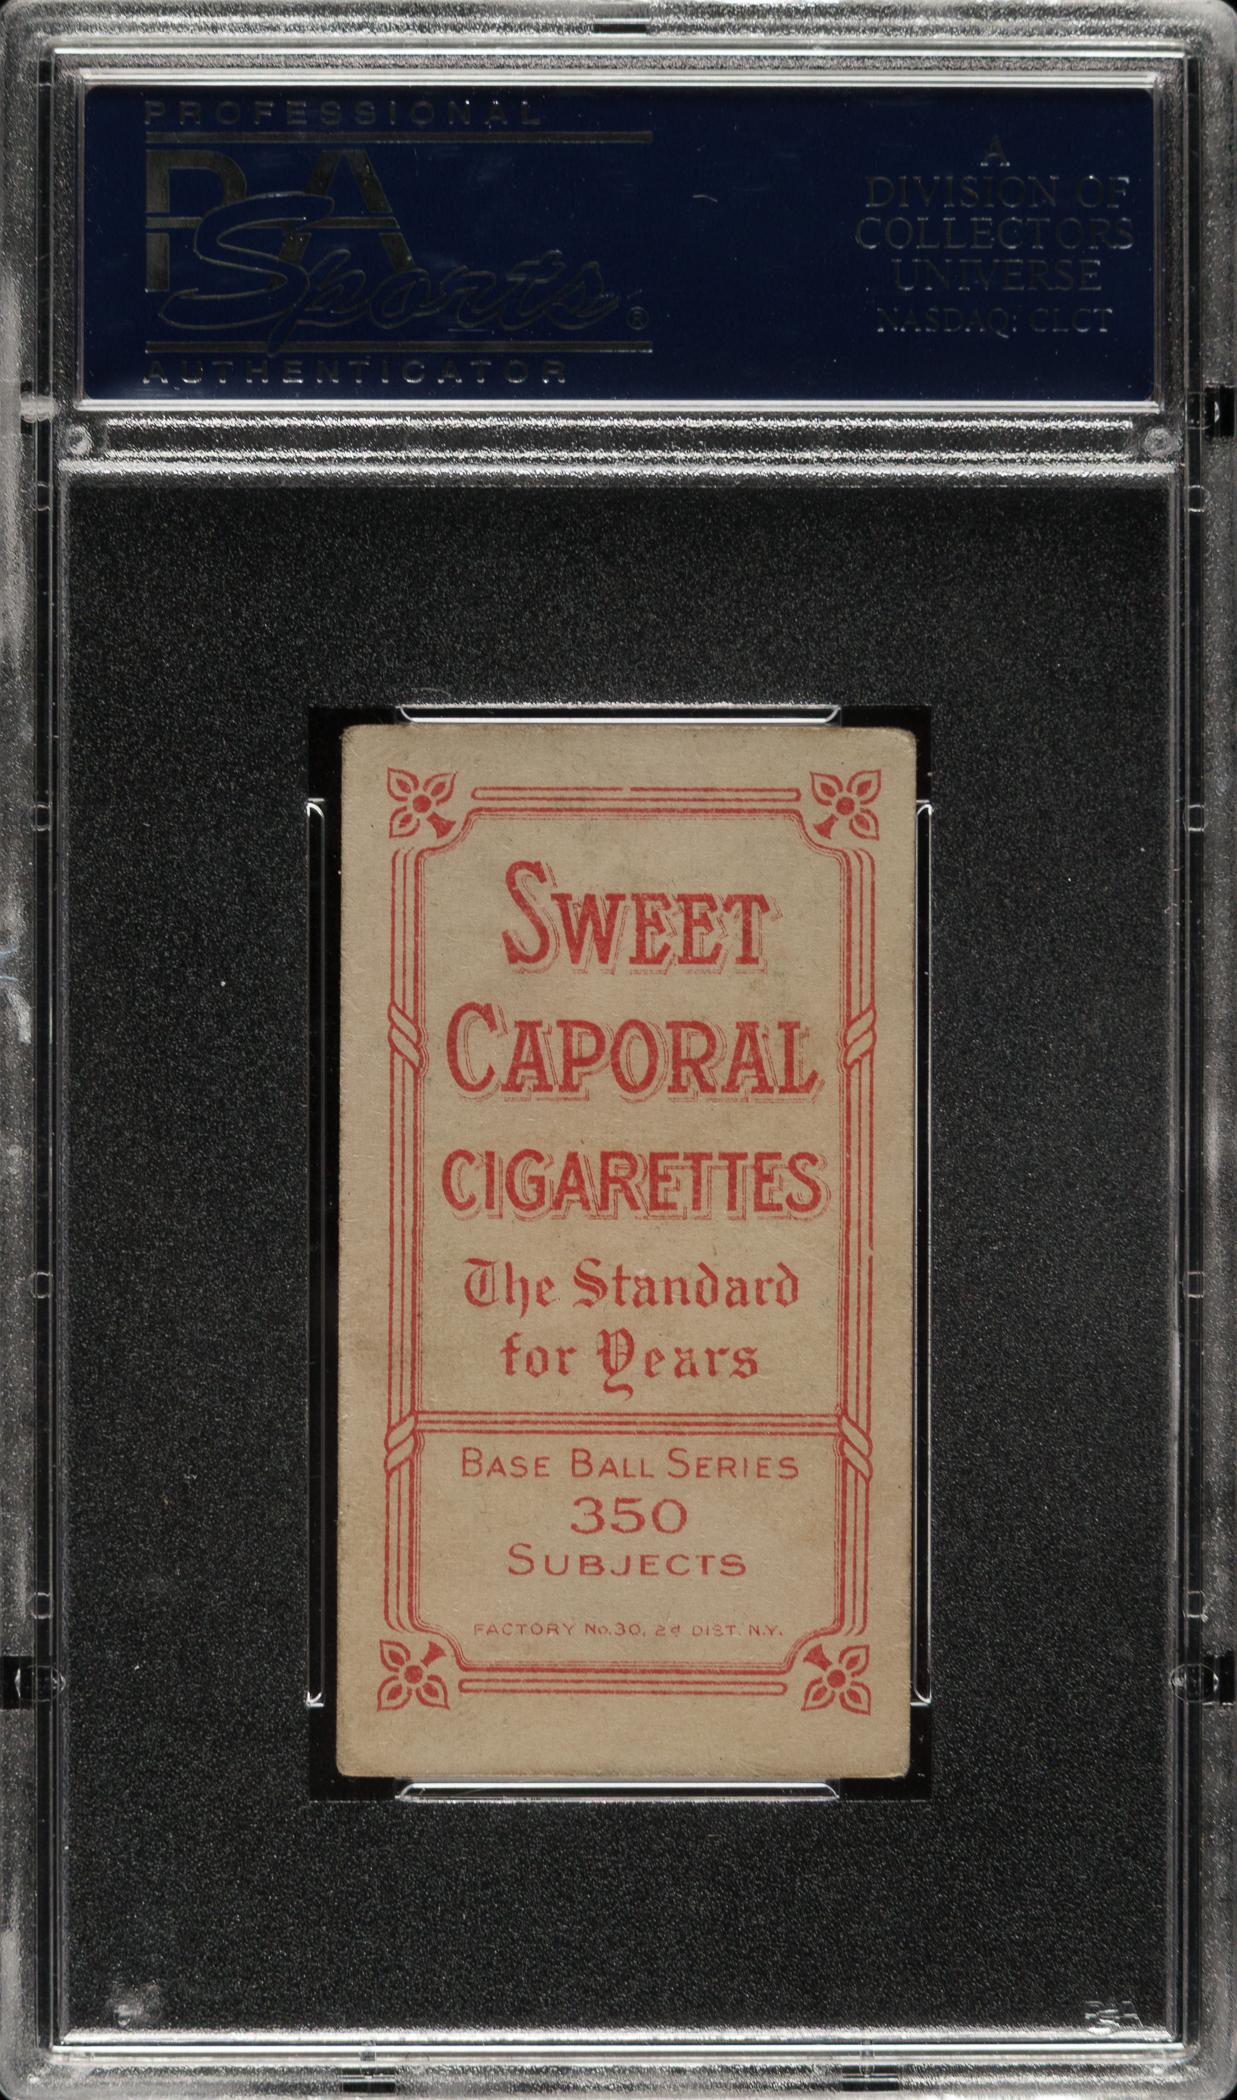 PROFESSIONAL
PSA
Sports®
AUTHENTICATOR
A
DIVISION OF
COLLECTORS
UNIVERSE
NASDAQ: CLCT
SWEET
CAPORAL
CIGARETTES
The Standard
for Years
BASE BALL SERIES
350
SUBJECTS
FACTORY No. 30, 2d DIST. N.Y.
PSA